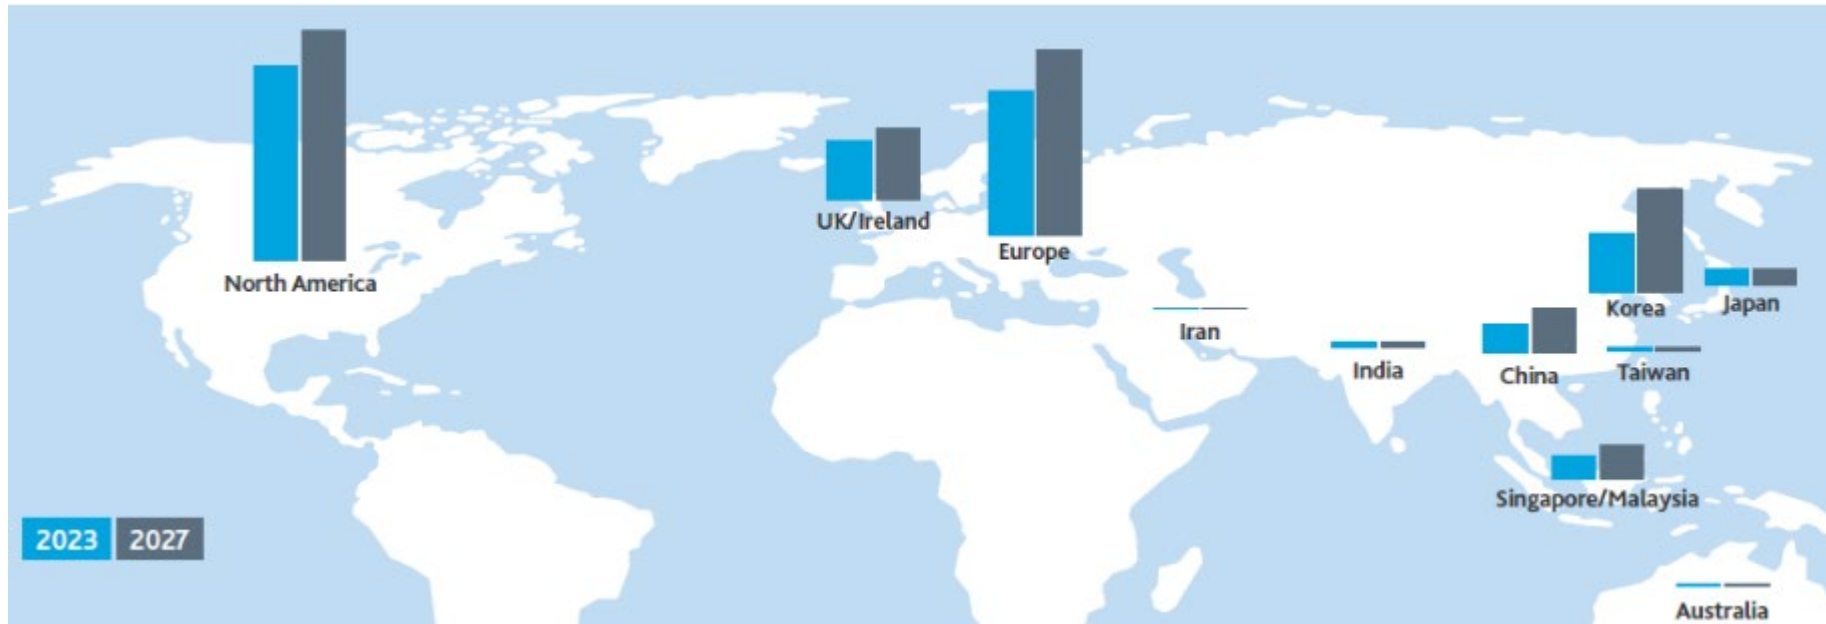 North America
UK/Ireland
Europe
Iran
India
China
Taiwan
Korea
Japan
Singapore/Malaysia
Australia
2023 2027